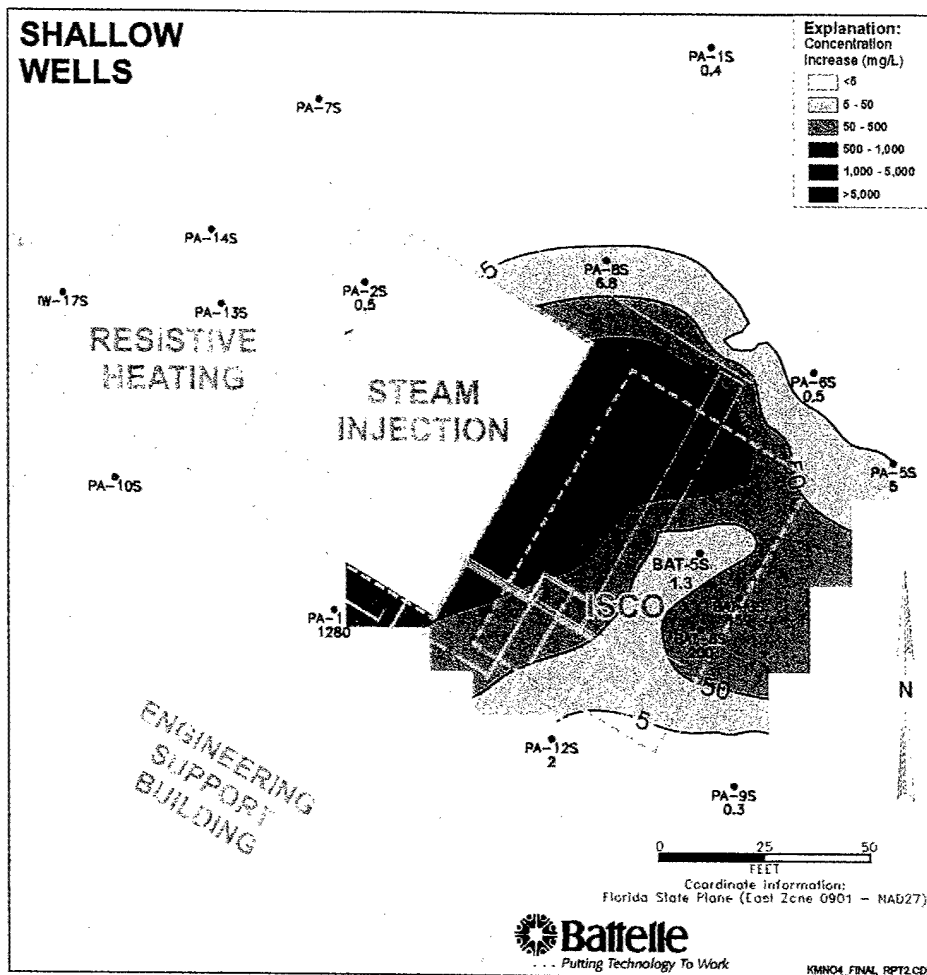 SHALLOW
WELLS
Explanation:
Concentration
Increase (mg/L)
<5
5 - 50
50 - 500
500 - 1,000
1,000 - 5,000
>5,000
PA-1S
0.4
PA-7S
PA-14S
IW-17S
PA-13S
PA-2S
0.5
5
PA-8S
6.8
RESISTIVE
HEATING
STEAM
INJECTION
PA-6S
0.5
PA-5S
5
50
PA-10S
BAT-5S
1.3
ISCO
PA-1
1280
50
5
N
ENGINEERING
SUPPORT
BUILDING
PA-12S
2
PA-9S
0.3
0 25 50
FEET
Coordinate information:
Florida State Plane (East Zone 0901 - NAD27)
Battelle
... Putting Technology To Work
KMNO4_FINAL_RPT2.CD